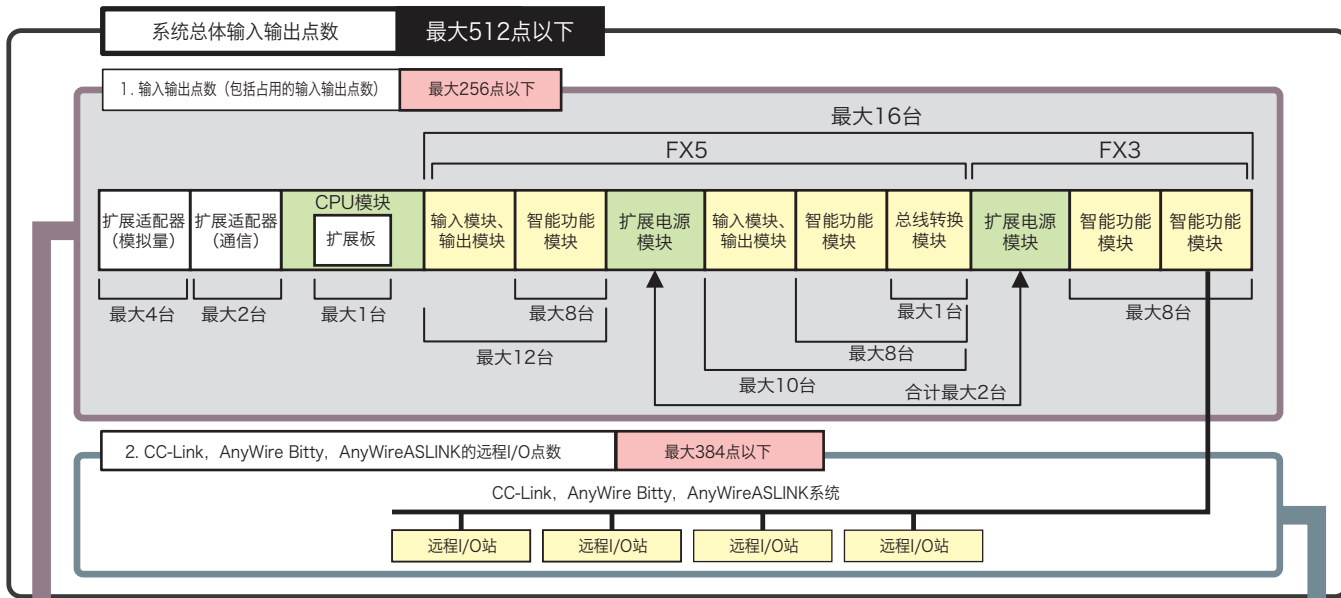 系统总体输入输出点数
最大512点以下
1. 输入输出点数（包括占用的输入输出点数）
最大256点以下
最大16台
FX5
FX3
扩展适配器
（模拟量）
扩展适配器
（通信）
CPU模块
扩展板
输入模块、
输出模块
智能功能
模块
扩展电源
模块
输入模块、
输出模块
智能功能
模块
总线转换
模块
扩展电源
模块
智能功能
模块
智能功能
模块
最大4台
最大2台
最大1台
最大8台
最大1台
最大8台
最大12台
最大8台
最大10台
合计最大2台
2. CC-Link，AnyWire Bitty，AnyWireASLINK的远程I/O点数
最大384点以下
CC-Link，AnyWire Bitty，AnyWireASLINK系统
远程I/O站
远程I/O站
远程I/O站
远程I/O站